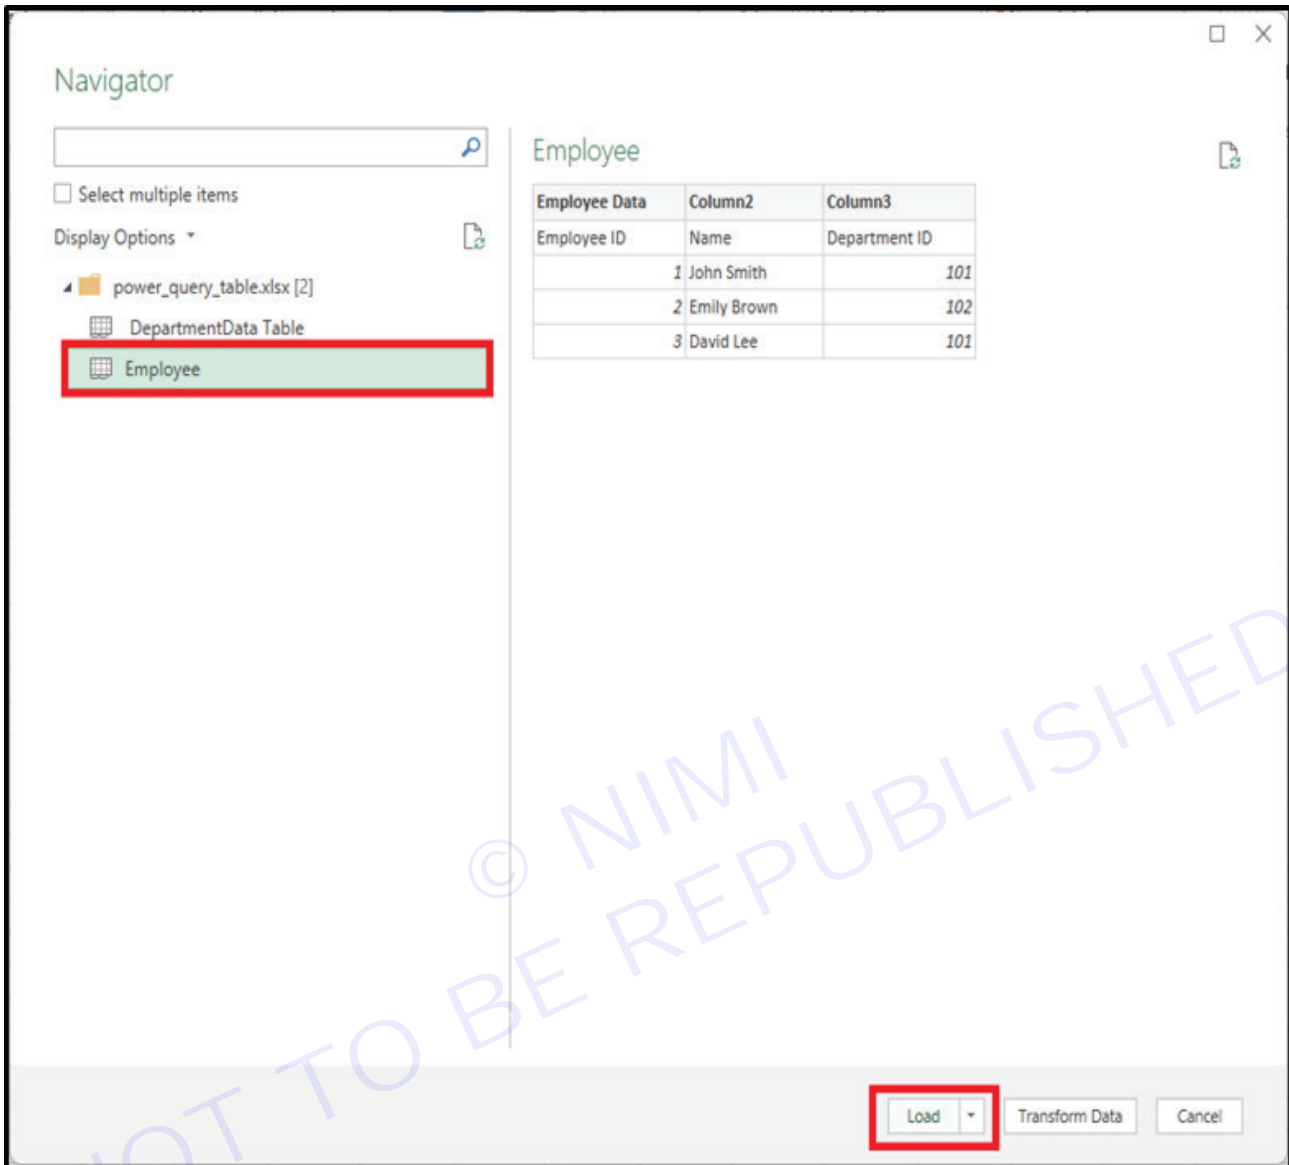 Navigator
Select multiple items
Display Options
power_query_table.xlsx [2]
DepartmentData Table
Employee
Employee
Employee Data Column2 Column3
Employee ID Name Department ID
1 John Smith 101
2 Emily Brown 102
3 David Lee 101
© NIMI
NOT TO BE REPUBLISHED
Load Transform Data Cancel